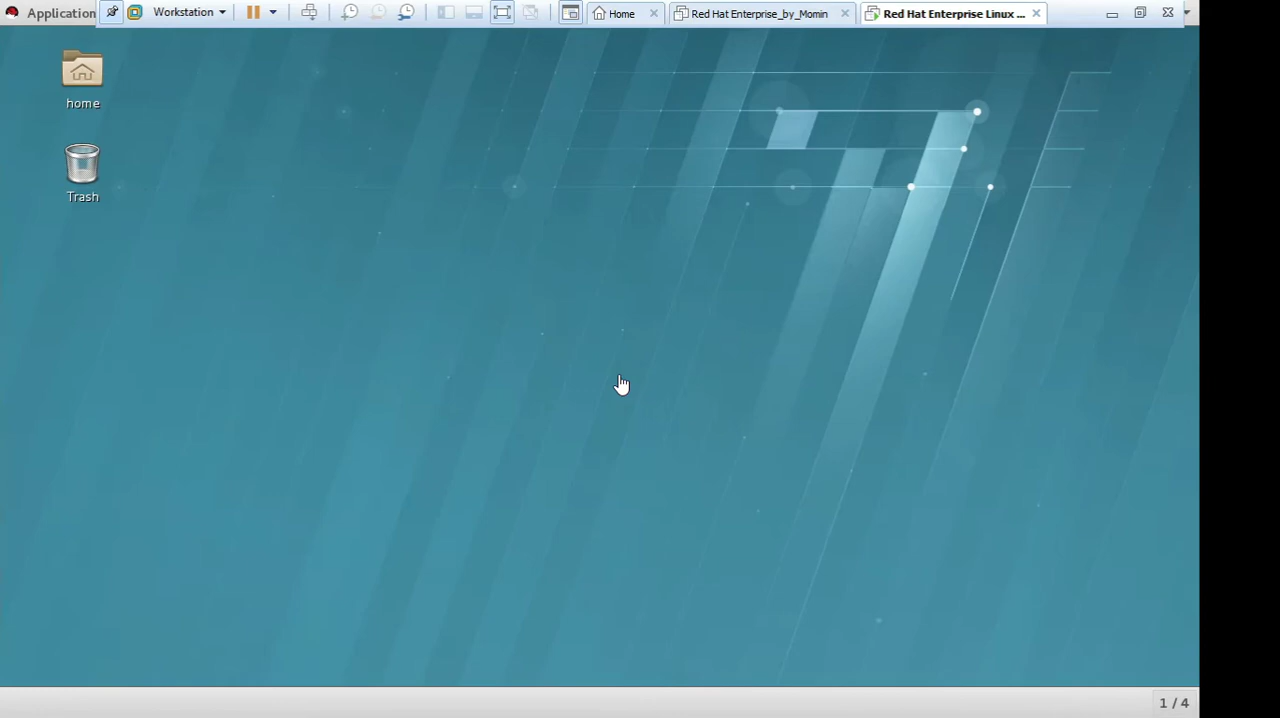 Application
Workstation
Home
Red Hat Enterprise_by_Momin
Red Hat Enterprise Linux ...
home
Trash
1 / 4